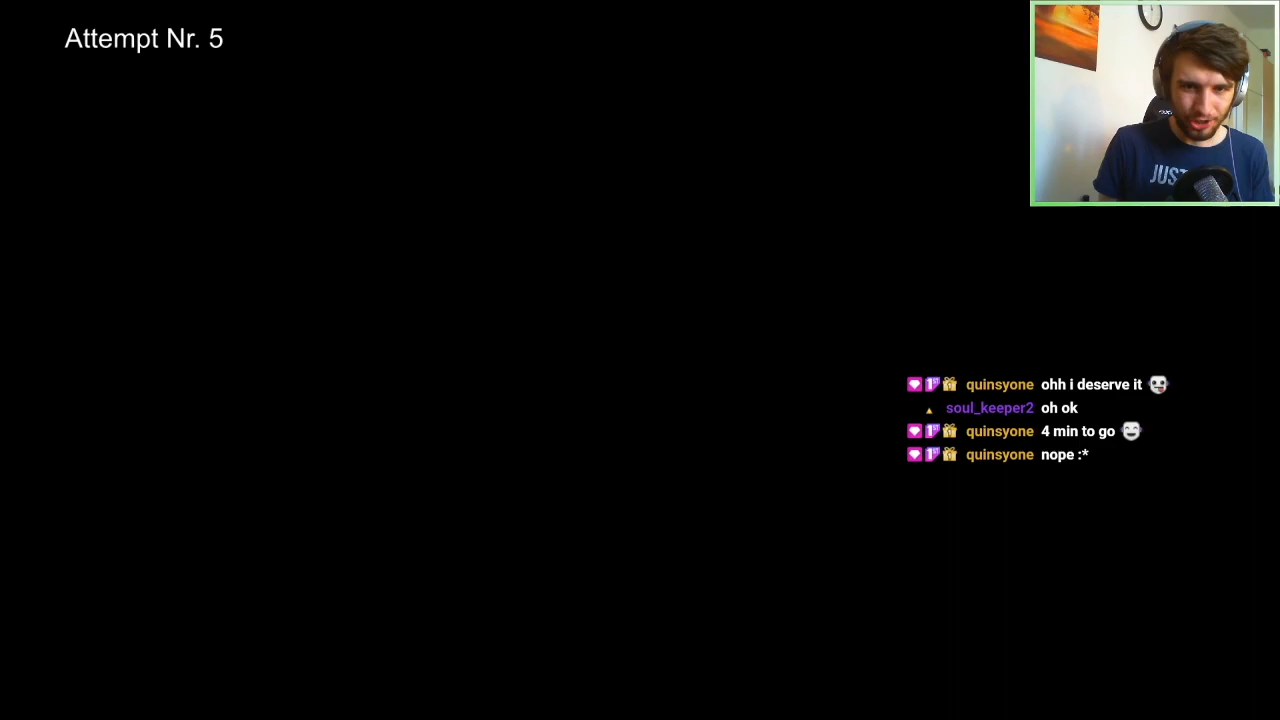 Attempt Nr. 5
JUST
quinsyone ohh i deserve it
soul_keeper2 oh ok
quinsyone 4 min to go
quinsyone nope :*